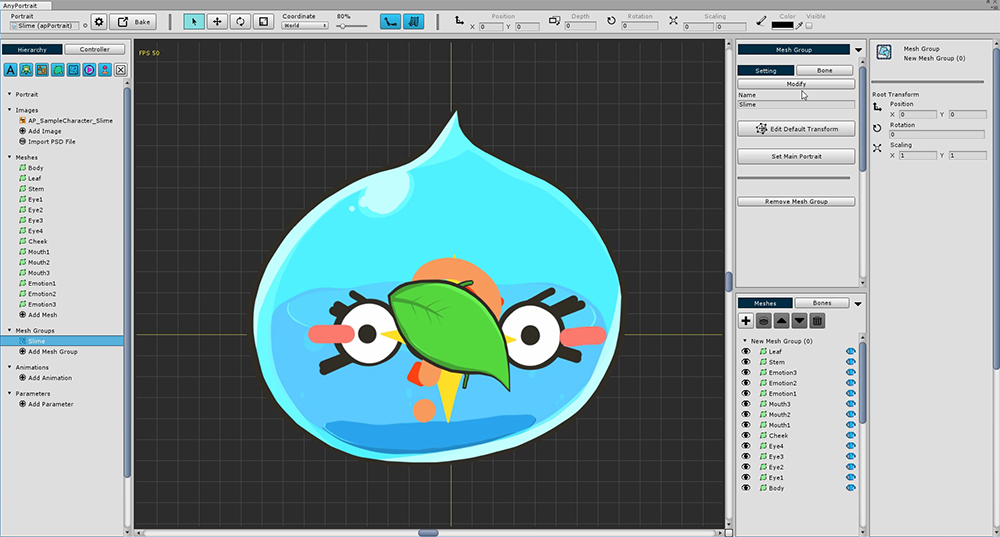 AnyPortrait
Portrait
Slime (apPortrait)
Bake
Coordinate
World
80%
Position
X 0 Y 0
Depth
0
Rotation
0
Scaling
0 0
Color
Visible
Hierarchy
Controller
A
Portrait
Images
AP_SampleCharacter_Slime
Add Image
Import PSD File
Meshes
Body
Leaf
Stem
Eye1
Eye2
Eye3
Eye4
Cheek
Mouth1
Mouth2
Mouth3
Emotion1
Emotion2
Emotion3
Add Mesh
Mesh Groups
Slime
Add Mesh Group
Animations
Add Animation
Parameters
Add Parameter
FPS 50
Mesh Group
Setting
Bone
Modify
Name
Slime
Edit Default Transform
Set Main Portrait
Remove Mesh Group
Meshes
Bones
New Mesh Group (0)
Leaf
Stem
Emotion3
Emotion2
Emotion1
Mouth3
Mouth2
Mouth1
Cheek
Eye4
Eye3
Eye2
Eye1
Body
Mesh Group
New Mesh Group (0)
Root Transform
Position
X 0 Y 0
Rotation
0
Scaling
X 1 Y 1